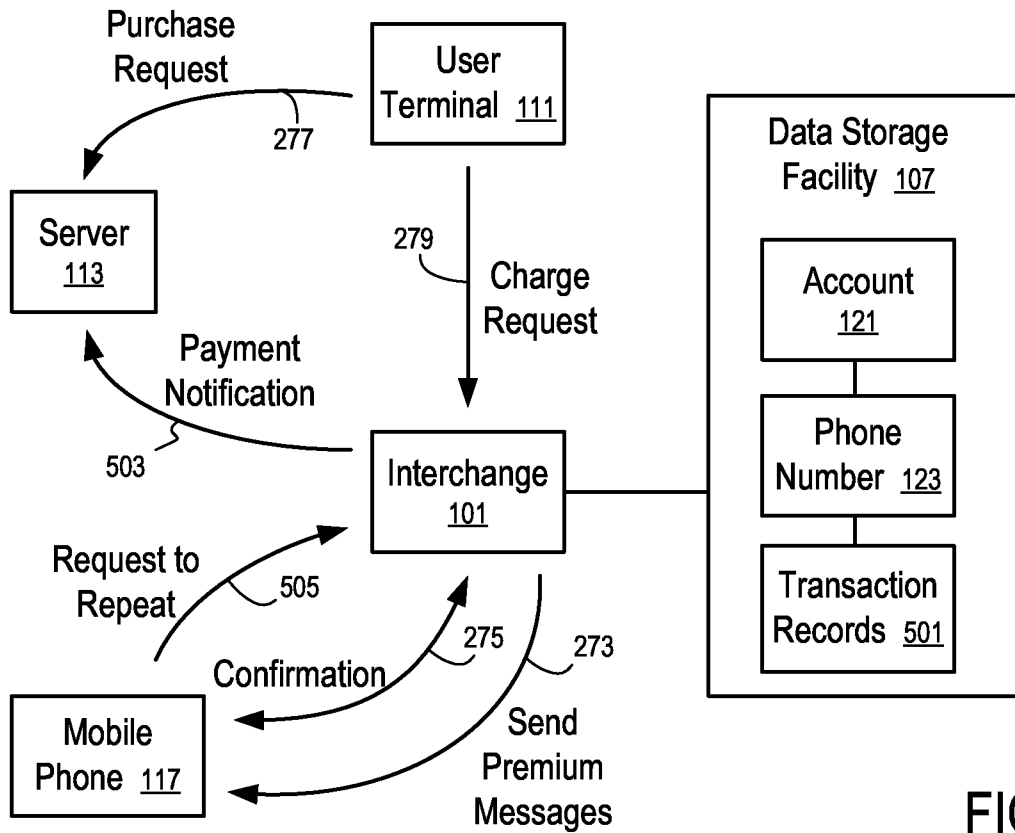 Purchase
Request
277
User
Terminal 111
Server
113
279
Charge
Request
Payment
Notification
503
Interchange
101
Request to
Repeat
505
Confirmation
275
273
Send
Premium
Messages
Mobile
Phone 117
Data Storage
Facility 107
Account
121
Phone
Number 123
Transaction
Records 501
FIG